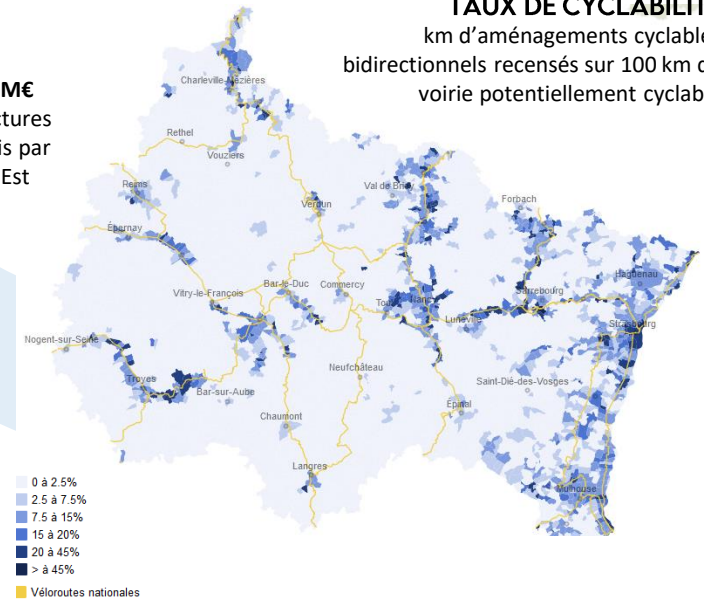 TAUX DE CYCLABILIT
km d’aménagements cyclable
bidirectionnels recensés sur 100 km d
voirie potentiellement cyclab
M€
ctures
is par
Est
Charleville-Mézières
Rethel
Vouziers
Reims
Verdun
Val de Briey
Forbach
Épernay
Vitry-le-François
Bar-le-Duc
Commercy
Toul
Nancy
Lunéville
Sarrebourg
Haguenau
Strasbourg
Nogent-sur-Seine
Troyes
Bar-sur-Aube
Neufchâteau
Saint-Dié-des-Vosges
Épinal
Chaumont
Langres
Mulhouse
0 à 2.5%
2.5 à 7.5%
7.5 à 15%
15 à 20%
20 à 45%
> à 45%
Véloroutes nationales